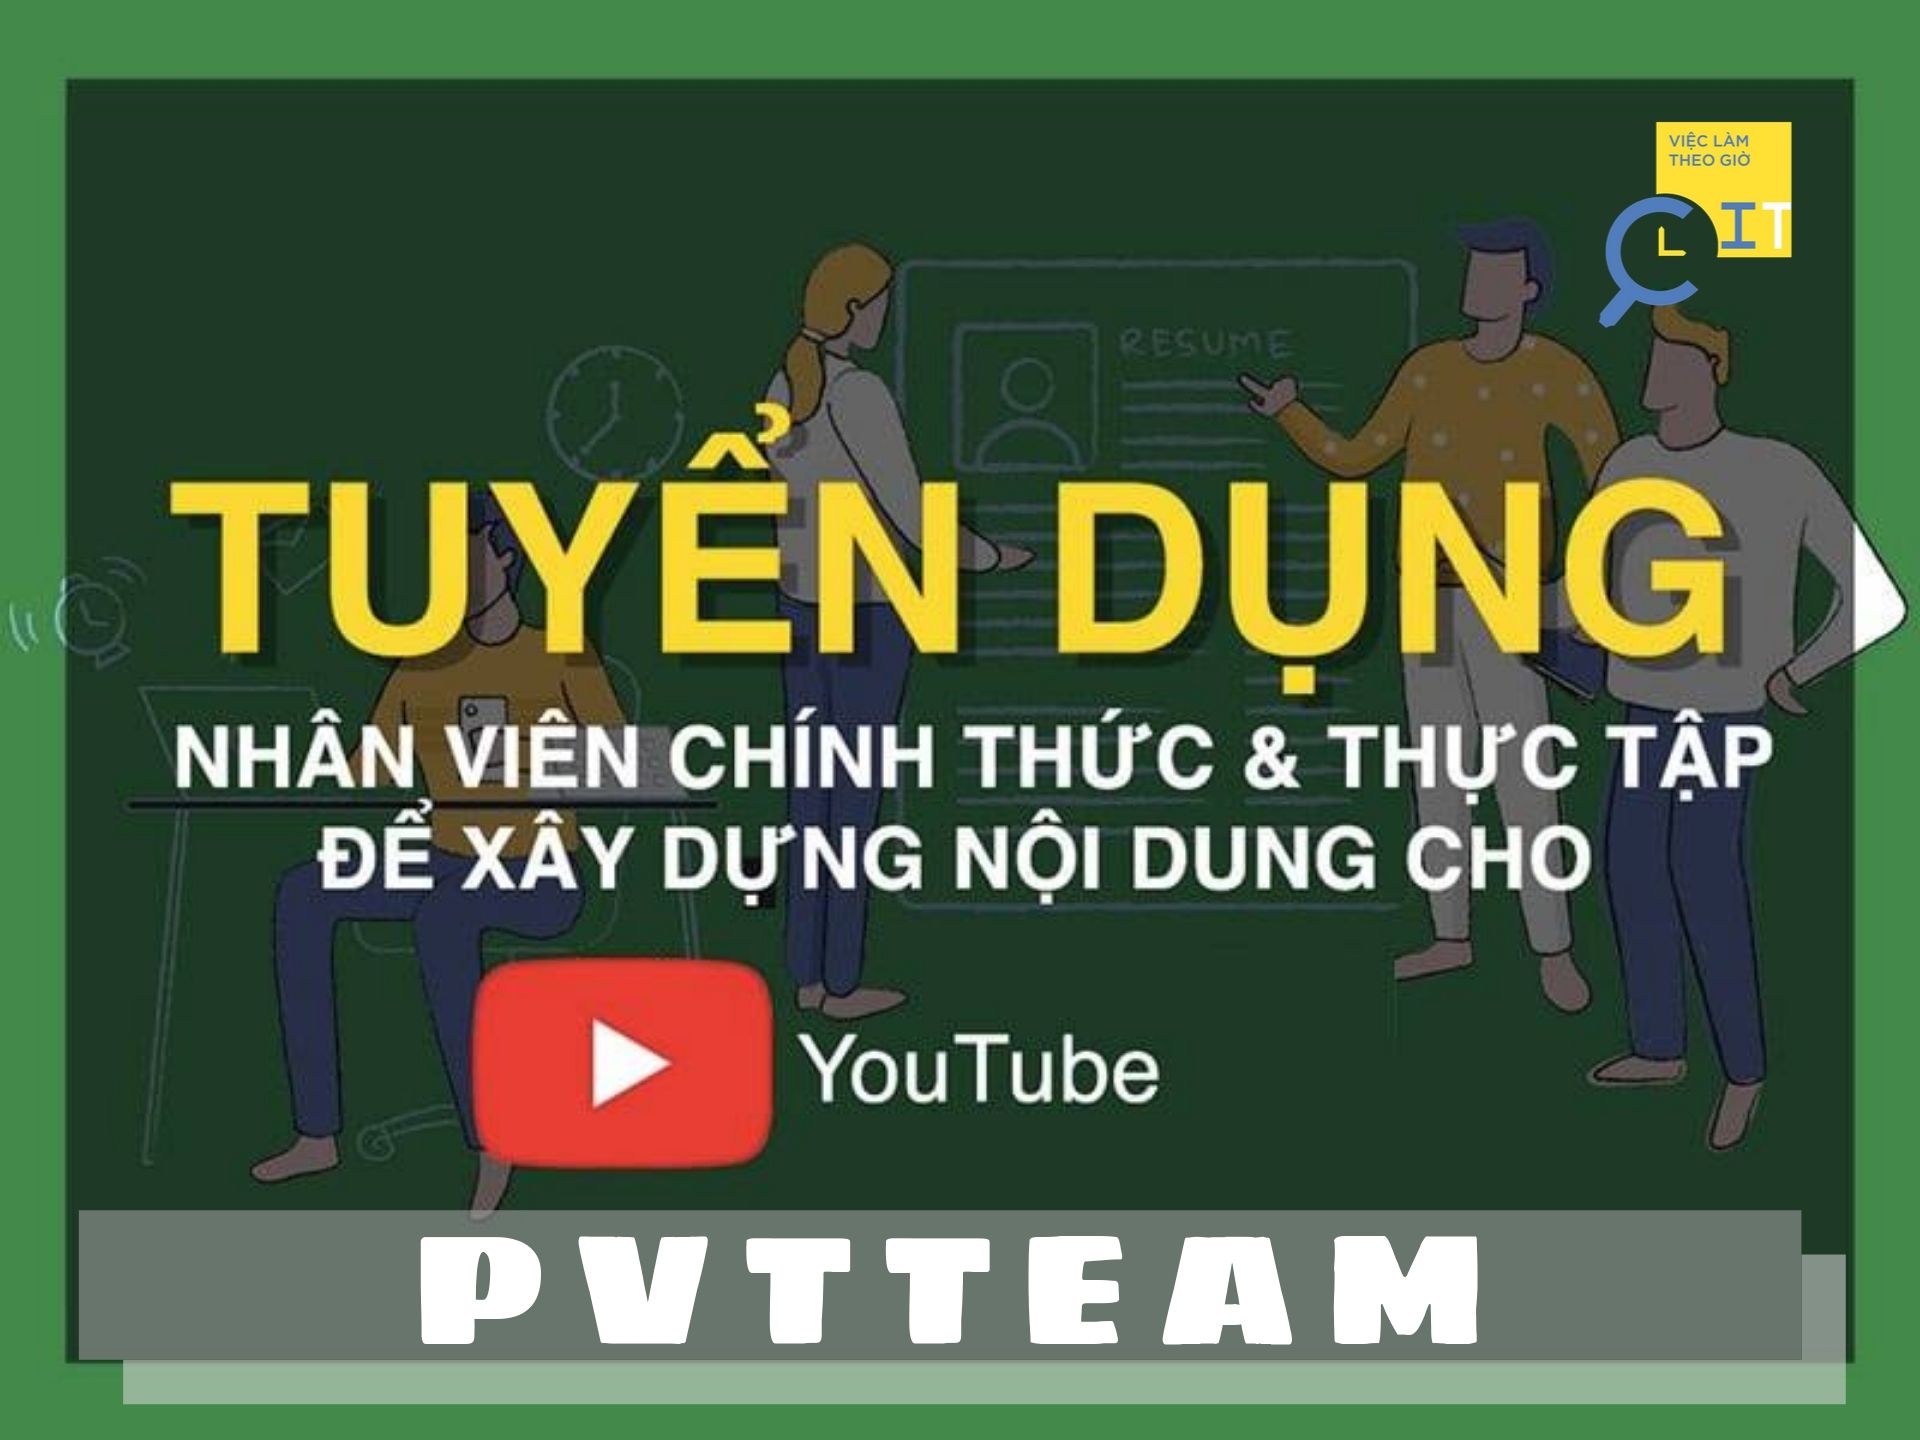 VIỆC LÀM
THEO GIỜ
CIT
RESUME
TUYỂN DỤNG
NHÂN VIÊN CHÍNH THỨC & THỰC TẬP
ĐỂ XÂY DỰNG NỘI DUNG CHO
YouTube
PVTTEAM